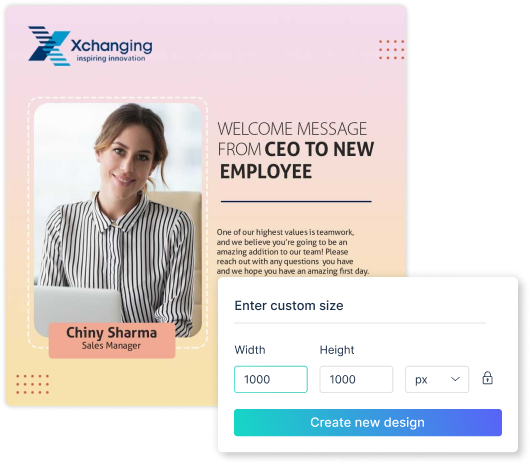 Xchanging
inspiring innovation
WELCOME MESSAGE
FROM CEO TO NEW
EMPLOYEE
One of our highest values is teamwork,
and we believe you're going to be an
amazing addition to our team! Please
reach out with any questions you have
and we hope you have an amazing first day.
Chiny Sharma
Sales Manager
Enter custom size
Width Height
1000 1000 px
Create new design